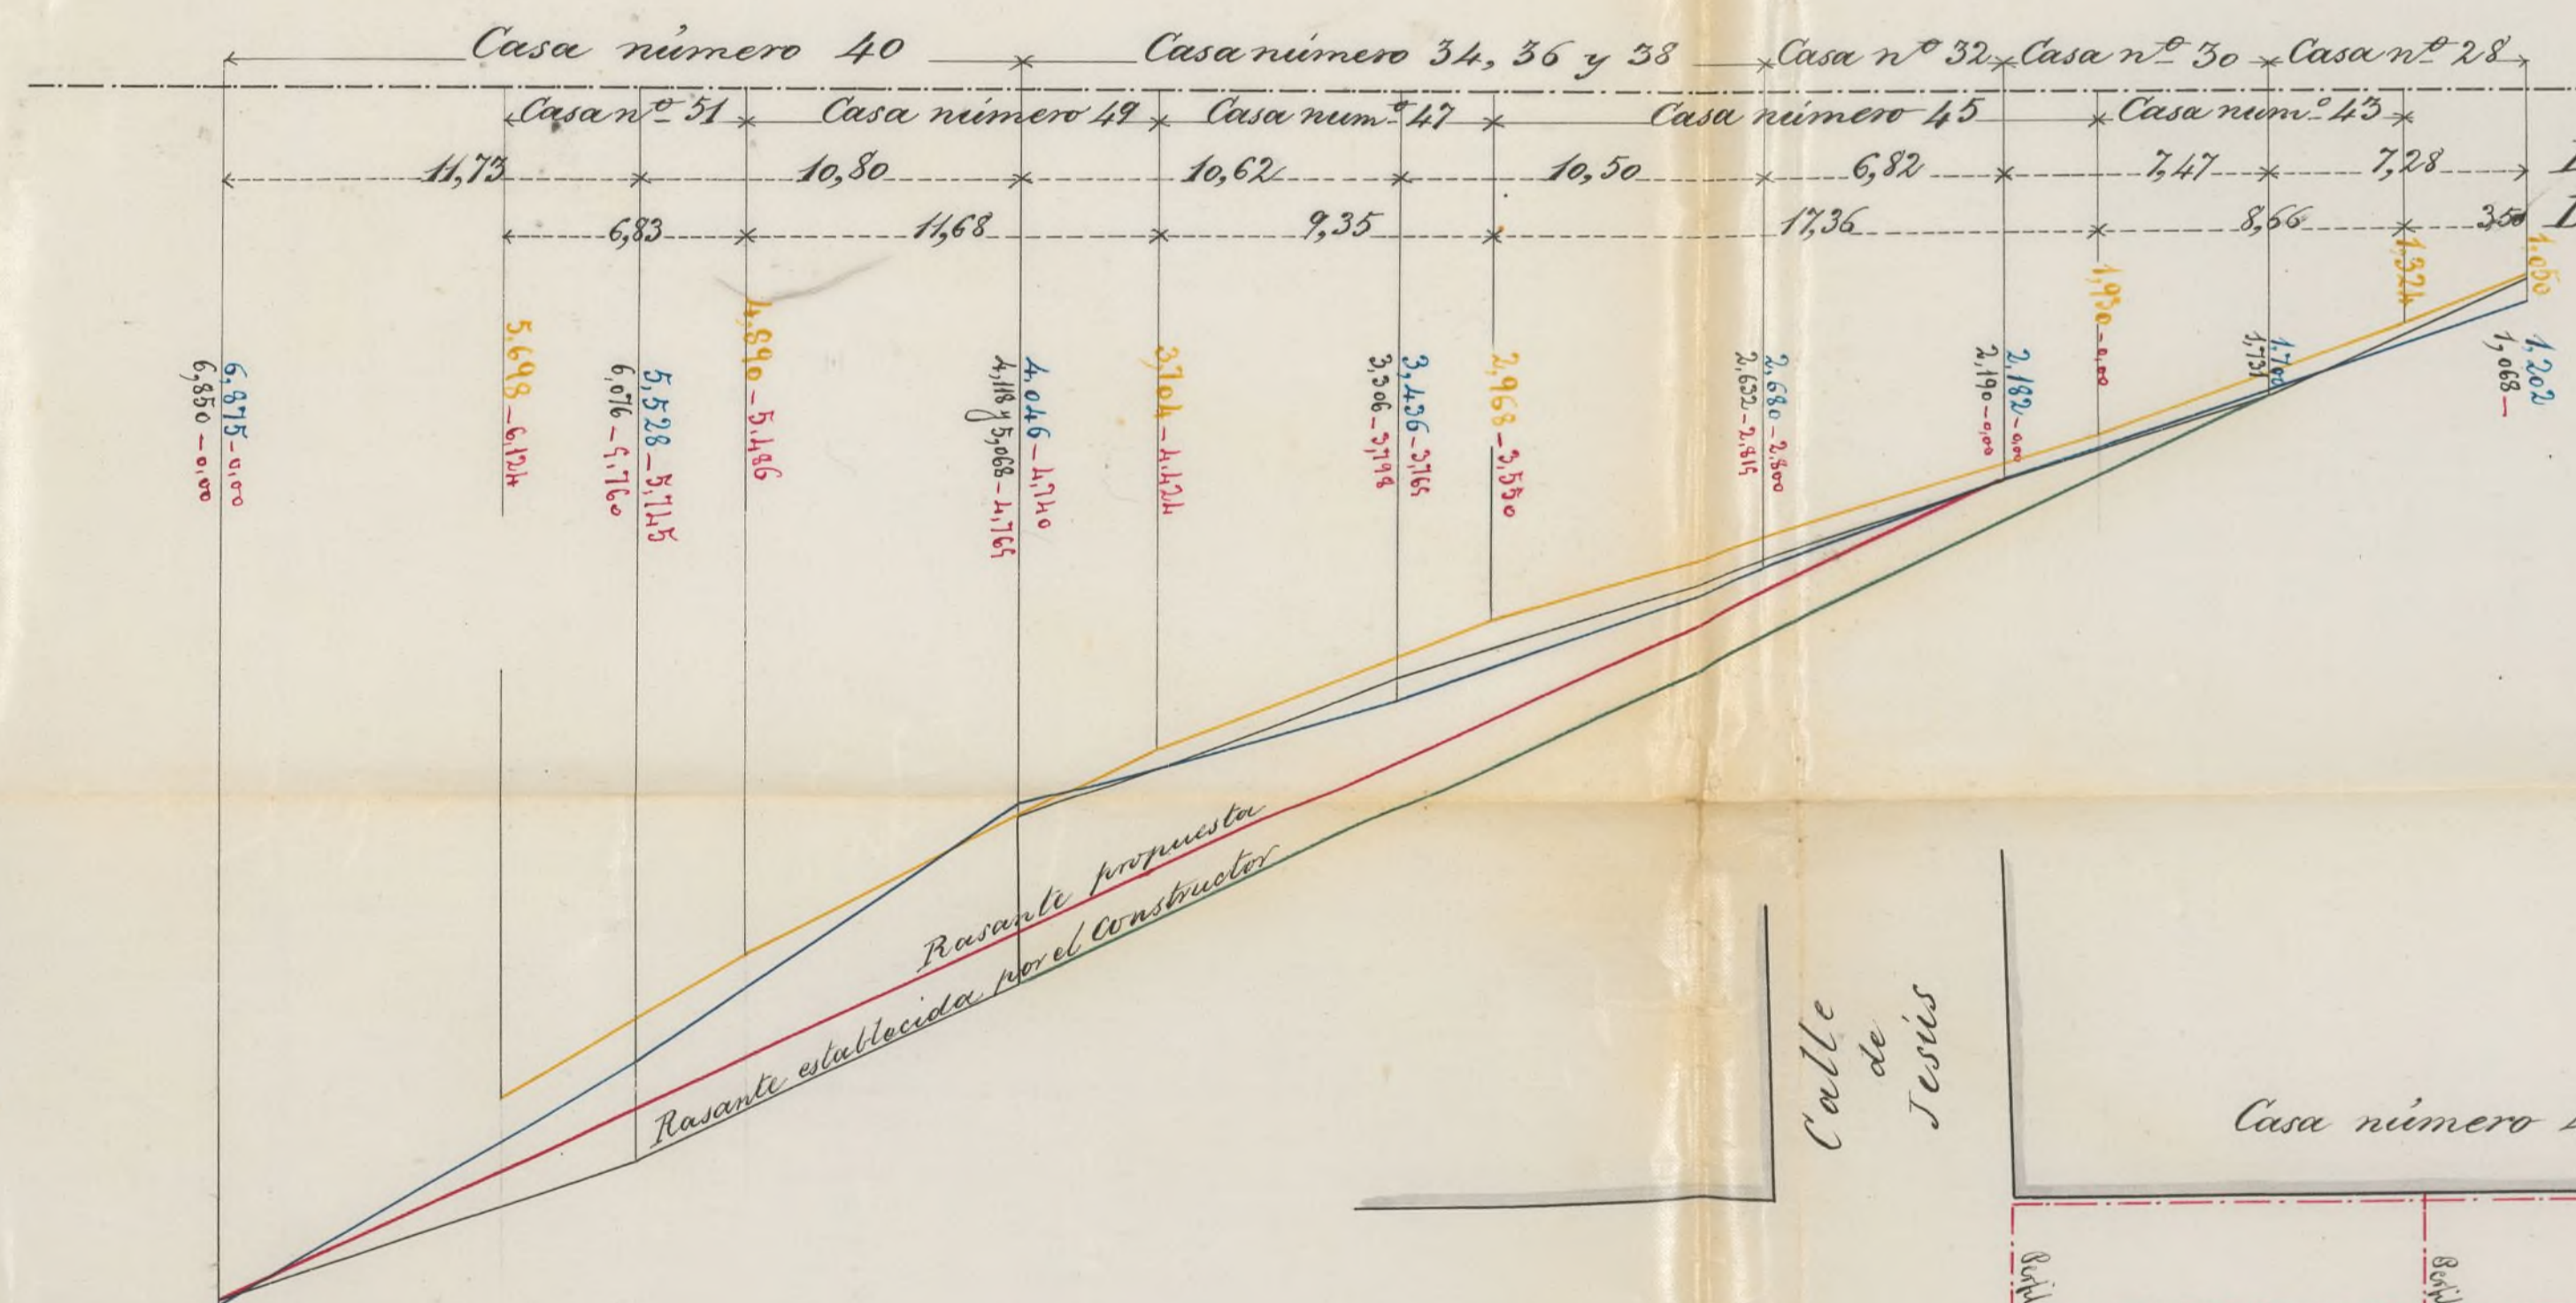 Casa número 40
Casa número 34, 36 y 38
Casa nº 32
Casa nº 30
Casa nº 28
Casa nº 51
Casa número 49
Casa numº 47
Casa número 45
Casa numº 43
11,73
10,80
10,62
10,50
6,82
7,47
7,28
6,83
11,68
9,35
17,36
8,66
3,50
6,875-0,00
6,850-0,00
5,698-6,124
5,528-5,745
6,076-5,760
4,890-5,486
4,046-4,740
4,118 y 5,068-4,765
3,704-4,424
3,436-3,765
3,306-3,798
2,968-3,550
2,680-2,800
2,632-2,815
2,182-0,00
2,190-0,00
1,930-0,00
1,700
1,731
1,324
1,050
1,202
1,068-
Rasante propuesta
Rasante establecida por el Constructor
Calle
de
Jesús
Casa número
Perfil
Perfil